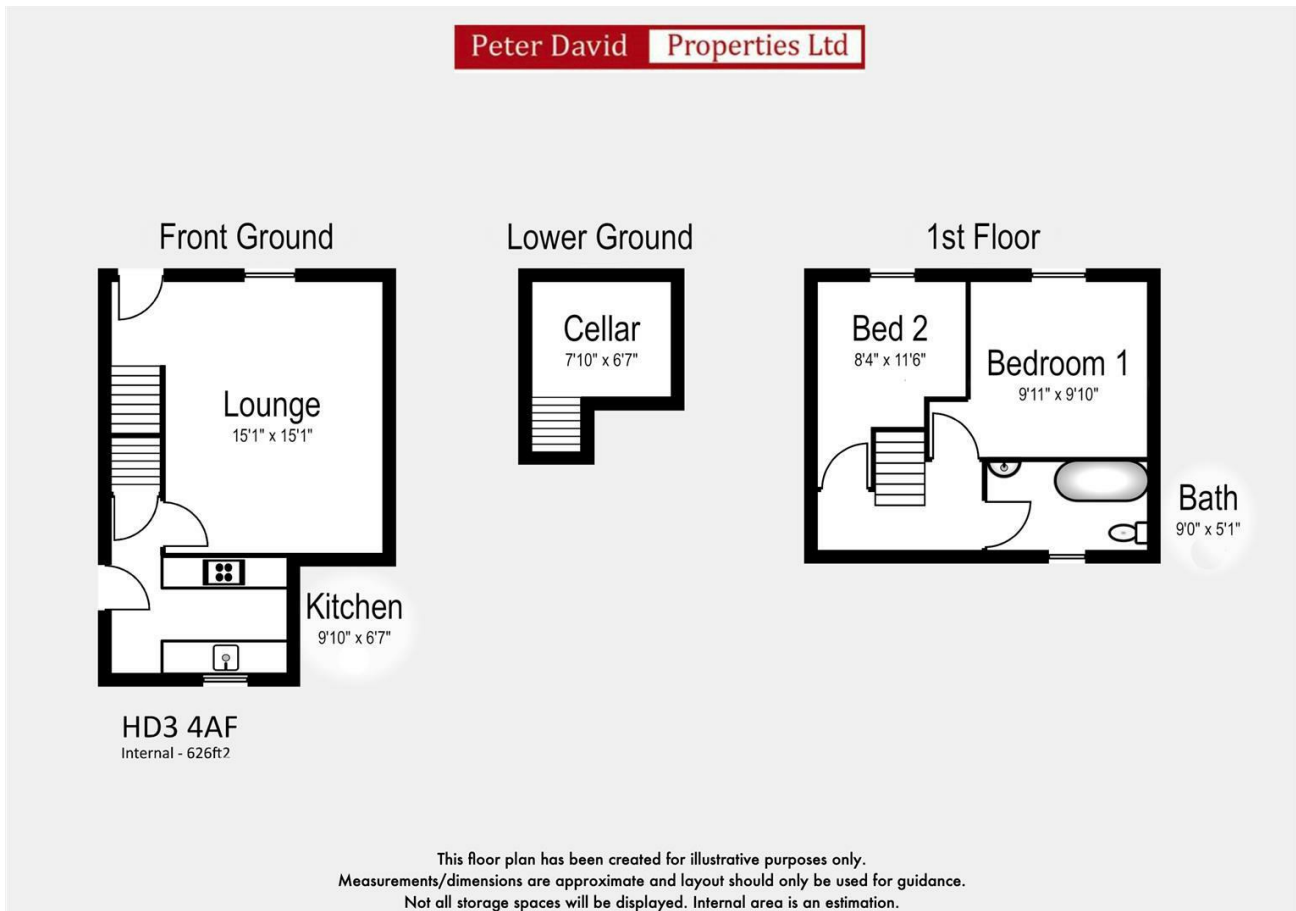 Peter David Properties Ltd
Front Ground
Lower Ground
1st Floor
Lounge
15'1" x 15'1"
Kitchen
9'10" x 6'7"
Cellar
7'10" x 6'7"
Bed 2
8'4" x 11'6"
Bedroom 1
9'11" x 9'10"
Bath
9'0" x 5'1"
HD3 4AF
Internal - 626ft2
This floor plan has been created for illustrative purposes only.
Measurements/dimensions are approximate and layout should only be used for guidance.
Not all storage spaces will be displayed. Internal area is an estimation.